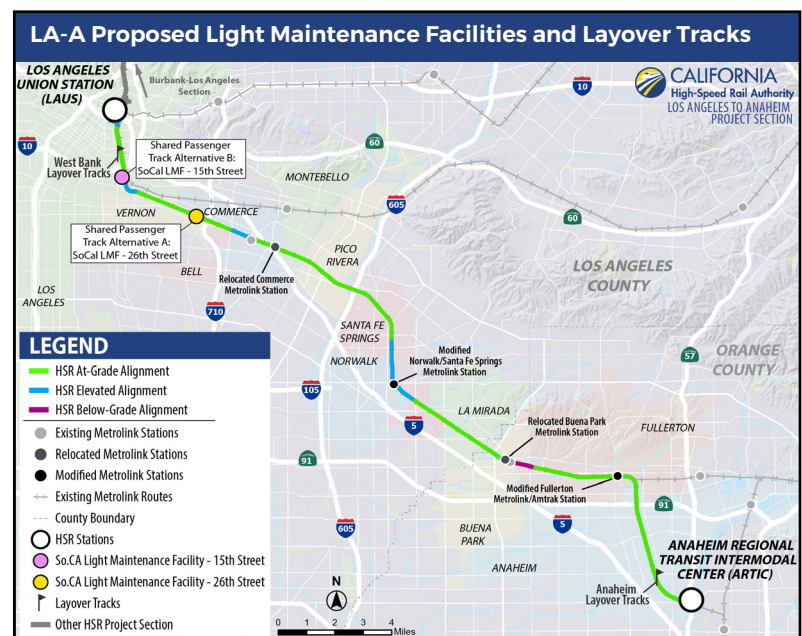 LA-A Proposed Light Maintenance Facilities and Layover Tracks
LOS ANGELES
UNION STATION
(LAUS)
Burbank-Los Angeles
Section
CALIFORNIA
High-Speed Rail Authority
LOS ANGELES TO ANAHEIM
PROJECT SECTION
10
10
60
West Bank
Layover Tracks
Shared Passenger
Track Alternative B:
SoCal LMF - 15th Street
MONTEBELLO
605
VERNON
COMMERCE
60
Shared Passenger
Track Alternative A:
SoCal LMF - 26th Street
PICO
RIVERA
BELL
Relocated Commerce
Metrolink Station
LOS ANGELES
COUNTY
LOS
ANGELES
710
SANTA FE
SPRINGS
NORWALK
Modified
Norwalk/Santa Fe Springs
Metrolink Station
57
ORANGE
COUNTY
105
5
LA MIRADA
Relocated Buena Park
Metrolink Station
FULLERTON
91
Modified Fullerton
Metrolink/Amtrak Station
91
605
5
BUENA
PARK
ANAHEIM
ANAHEIM REGIONAL
TRANSIT INTERMODAL
CENTER (ARTIC)
Anaheim
Layover Tracks
LEGEND
HSR At-Grade Alignment
HSR Elevated Alignment
HSR Below-Grade Alignment
Existing Metrolink Stations
Relocated Metrolink Stations
Modified Metrolink Stations
Existing Metrolink Routes
County Boundary
HSR Stations
So.CA Light Maintenance Facility - 15th Street
So.CA Light Maintenance Facility - 26th Street
Layover Tracks
Other HSR Project Section
N
0 1 2 3 4
Miles